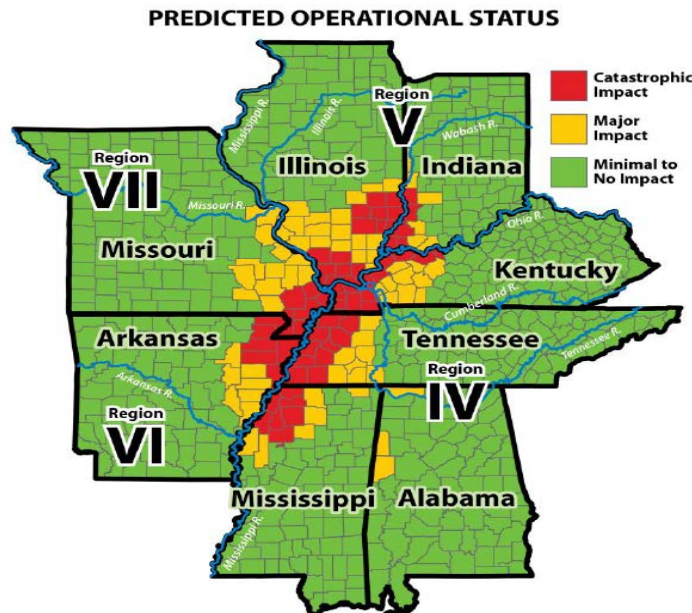 PREDICTED OPERATIONAL STATUS
Catastrophic
Impact
Major
Impact
Minimal to
No Impact
Region
V
Mississippi R.
Illinois R.
Wabash R.
Illinois
Indiana
Region
VII
Missouri R.
Missouri
Ohio R.
Kentucky
Cumberland R.
Arkansas
Tennessee
Tennessee R.
Arkansas R.
Region
IV
Region
VI
Mississippi
Alabama
Mississippi R.